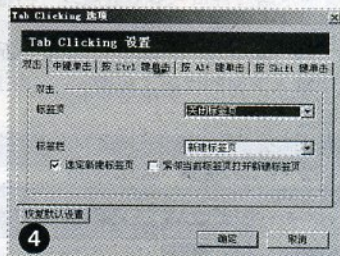 Tab Clicking 选项
Tab Clicking 设置
双击 中键单击 按 Ctrl 键单击 按 Alt 键单击 按 Shift 键单击
双击
标签页 关闭标签页
标签栏 新建标签页
选定新建标签页 紧邻当前标签页打开新建标签页
恢复默认设置
4 确定 取消